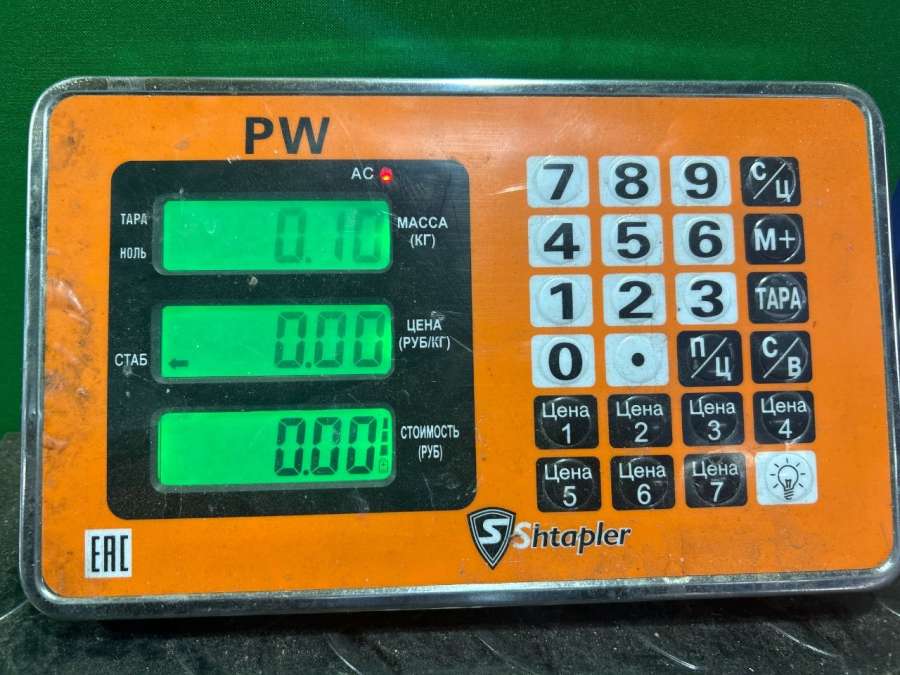 PW
AC
ТАРА
НОЛЬ
0.10
МАССА
(КГ)
СТАБ
0.00
ЦЕНА
(РУБ/КГ)
0.00
СТОИМОСТЬ
(РУБ)
7 8 9 С/Ц
4 5 6 М+
1 2 3 ТАРА
0 . П/Ц С/В
Цена 1 Цена 2 Цена 3 Цена 4
Цена 5 Цена 6 Цена 7
EAC
S Shtapler